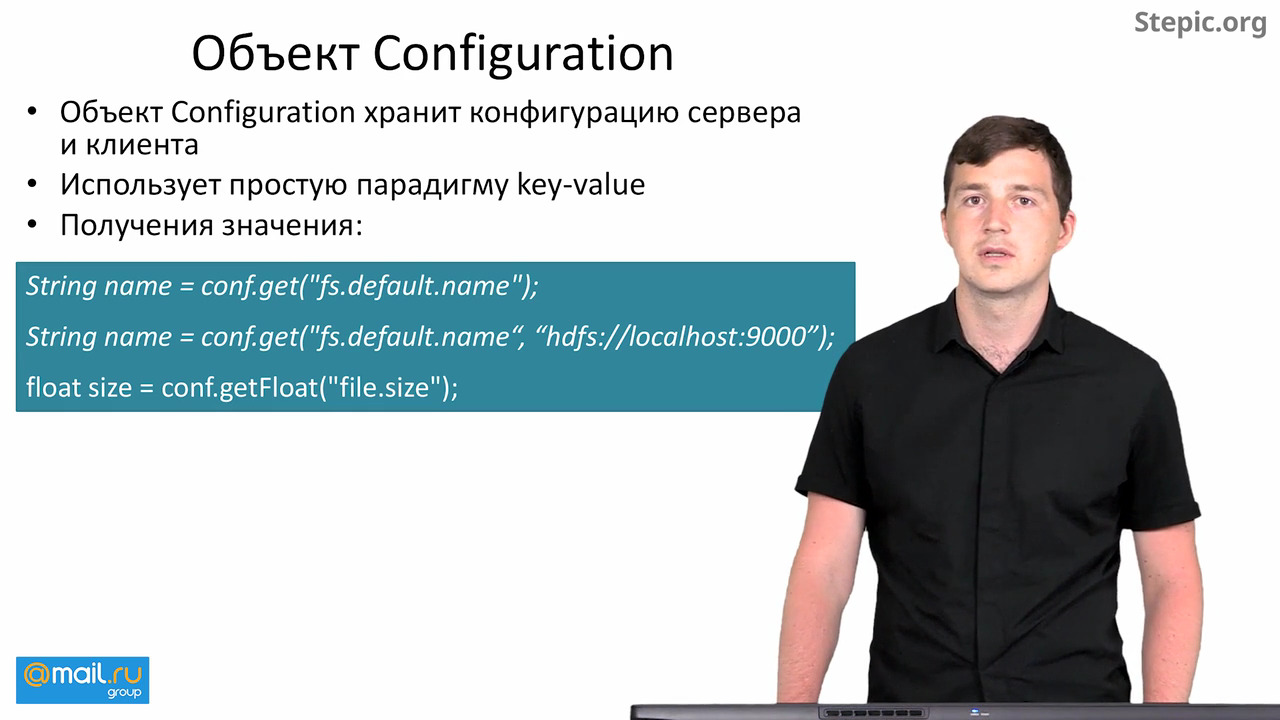 Stepic.org
Объект Configuration
• Объект Configuration хранит конфигурацию сервера
и клиента
• Использует простую парадигму key-value
• Получения значения:
String name = conf.get("fs.default.name");
String name = conf.get("fs.default.name“, “hdfs://localhost:9000”);
float size = conf.getFloat("file.size");
@mail.ru
group